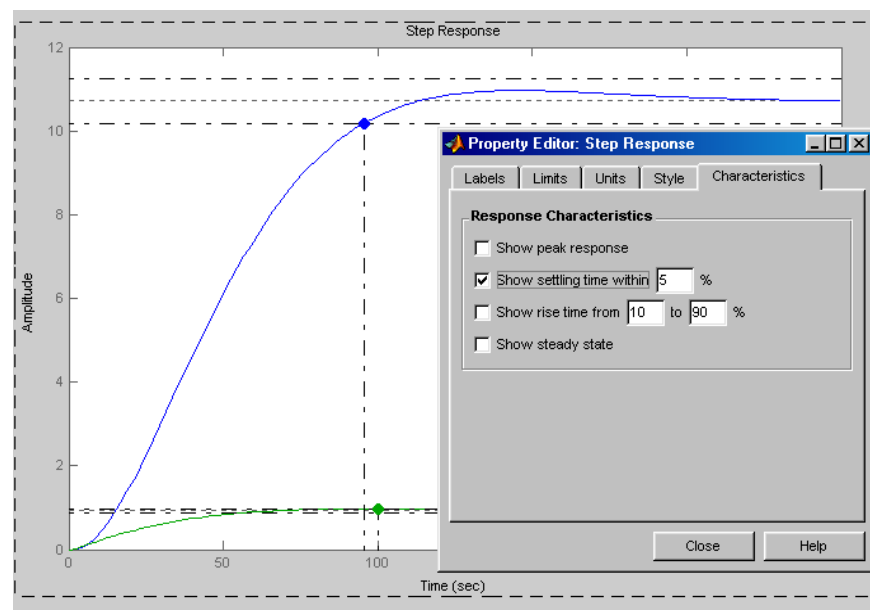 Step Response
12
10
8
6
4
2
0
Amplitude
0
50
100
Time (sec)
Property Editor: Step Response
Labels Limits Units Style Characteristics
Response Characteristics
Show peak response
Show settling time within 5 %
Show rise time from 10 to 90 %
Show steady state
Close Help